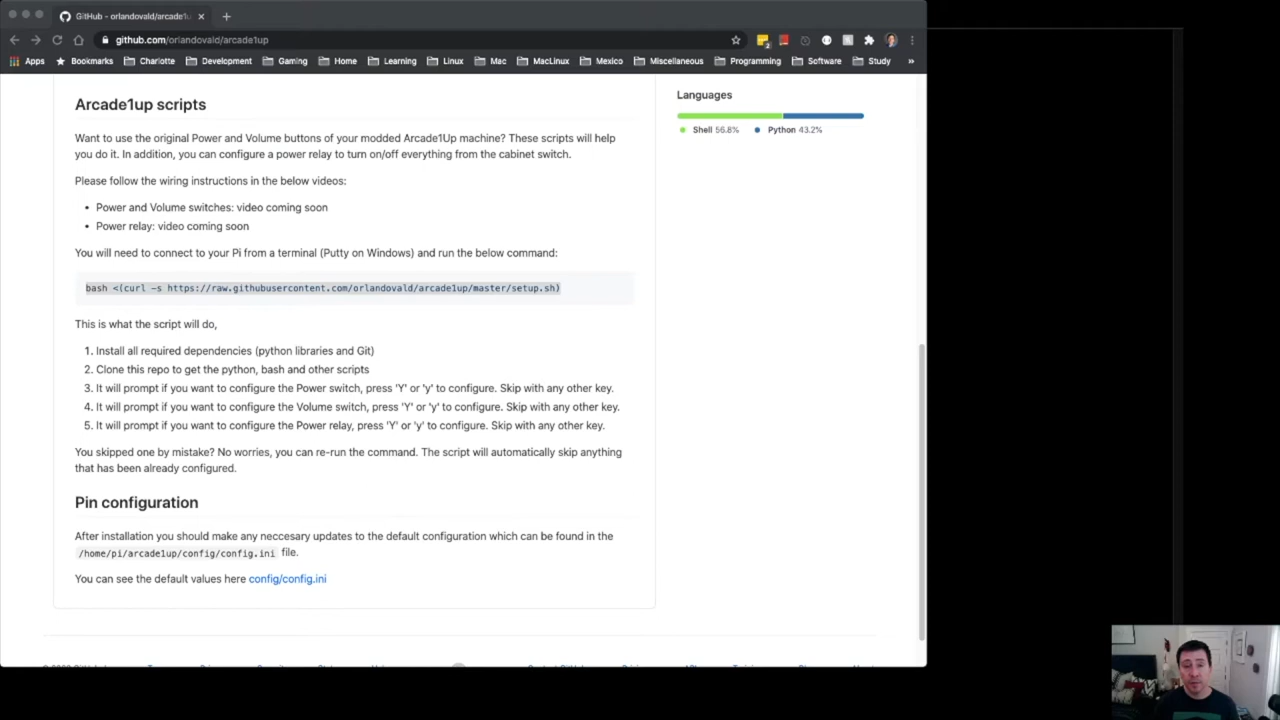 GitHub - orlandovald/arcade1u
github.com/orlandovald/arcade1up
Apps Bookmarks Charlotte Development Gaming Home Learning Linux Mac MacLinux Mexico Miscellaneous Programming Software Study »
Arcade1up scripts
Want to use the original Power and Volume buttons of your modded Arcade1Up machine? These scripts will help
you do it. In addition, you can configure a power relay to turn on/off everything from the cabinet switch.
Please follow the wiring instructions in the below videos:
• Power and Volume switches: video coming soon
• Power relay: video coming soon
You will need to connect to your Pi from a terminal (Putty on Windows) and run the below command:
bash <(curl -s https://raw.githubusercontent.com/orlandovald/arcade1up/master/setup.sh)
This is what the script will do,
1. Install all required dependencies (python libraries and Git)
2. Clone this repo to get the python, bash and other scripts
3. It will prompt if you want to configure the Power switch, press 'Y' or 'y' to configure. Skip with any other key.
4. It will prompt if you want to configure the Volume switch, press 'Y' or 'y' to configure. Skip with any other key.
5. It will prompt if you want to configure the Power relay, press 'Y' or 'y' to configure. Skip with any other key.
You skipped one by mistake? No worries, you can re-run the command. The script will automatically skip anything
that has been already configured.
Pin configuration
After installation you should make any neccesary updates to the default configuration which can be found in the
/home/pi/arcade1up/config/config.ini file.
You can see the default values here config/config.ini
Languages
Shell 56.8% Python 43.2%